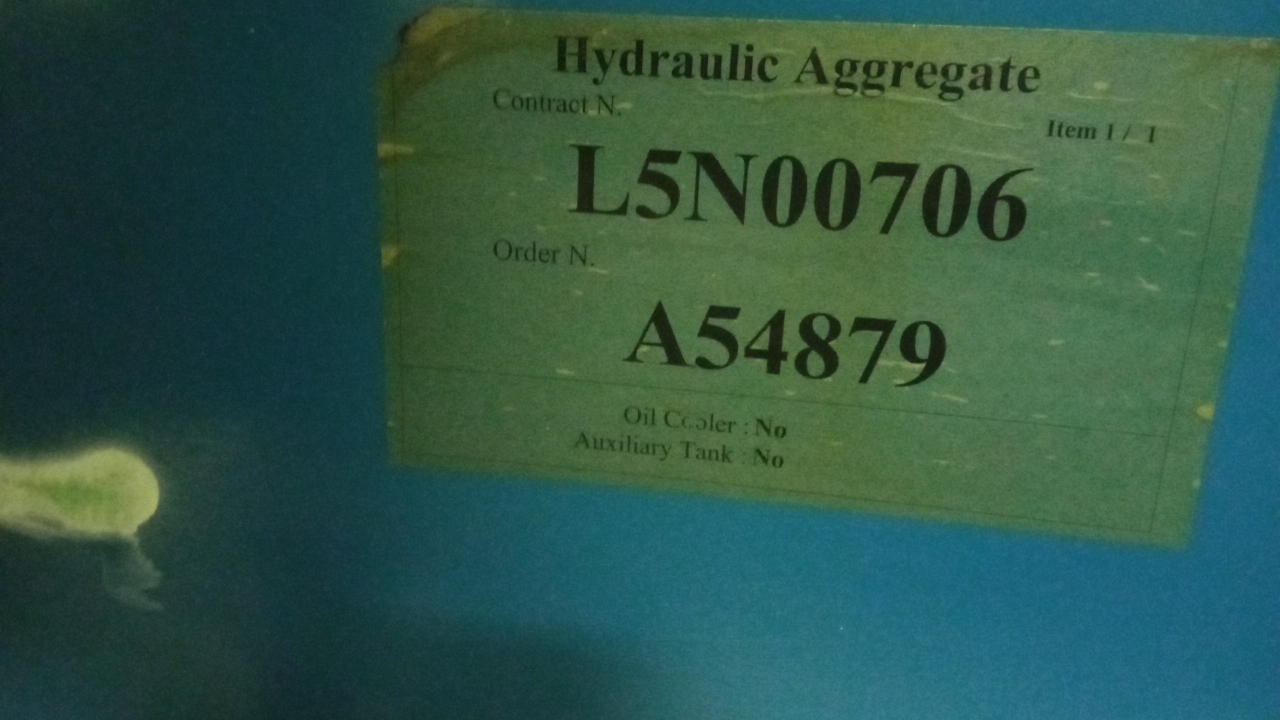 Hydraulic Aggregate
Contract N.
Item 1 / 1
L5N00706
Order N.
A54879
Oil Cooler : No
Auxiliary Tank : No